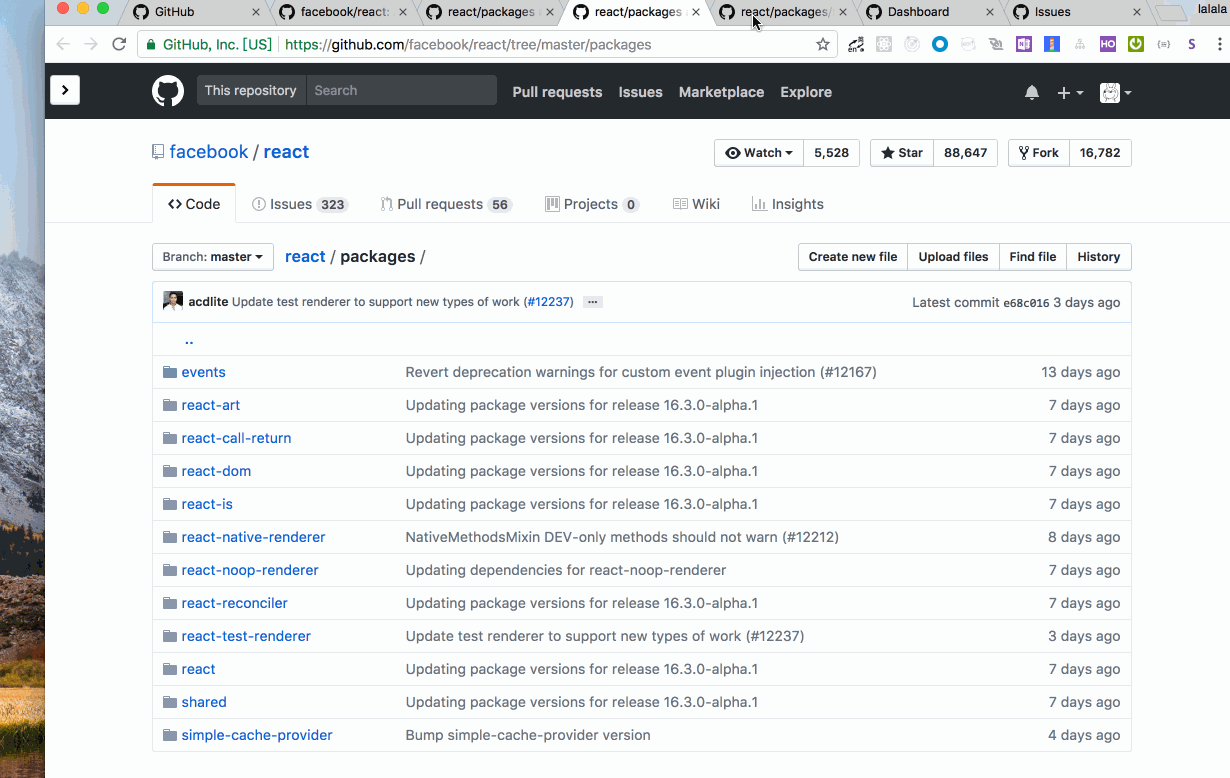 GitHub facebook/react: react/packages react/packages react/packages/ Dashboard Issues lalala
GitHub, Inc. [US] https://github.com/facebook/react/tree/master/packages
This repository Search Pull requests Issues Marketplace Explore
facebook / react Watch 5,528 Star 88,647 Fork 16,782
Code Issues 323 Pull requests 56 Projects 0 Wiki Insights
Branch: master react / packages / Create new file Upload files Find file History
acdlite Update test renderer to support new types of work (#12237) ... Latest commit e68c016 3 days ago
..
events Revert deprecation warnings for custom event plugin injection (#12167) 13 days ago
react-art Updating package versions for release 16.3.0-alpha.1 7 days ago
react-call-return Updating package versions for release 16.3.0-alpha.1 7 days ago
react-dom Updating package versions for release 16.3.0-alpha.1 7 days ago
react-is Updating package versions for release 16.3.0-alpha.1 7 days ago
react-native-renderer NativeMethodsMixin DEV-only methods should not warn (#12212) 8 days ago
react-noop-renderer Updating dependencies for react-noop-renderer 7 days ago
react-reconciler Updating package versions for release 16.3.0-alpha.1 7 days ago
react-test-renderer Update test renderer to support new types of work (#12237) 3 days ago
react Updating package versions for release 16.3.0-alpha.1 7 days ago
shared Updating package versions for release 16.3.0-alpha.1 7 days ago
simple-cache-provider Bump simple-cache-provider version 4 days ago